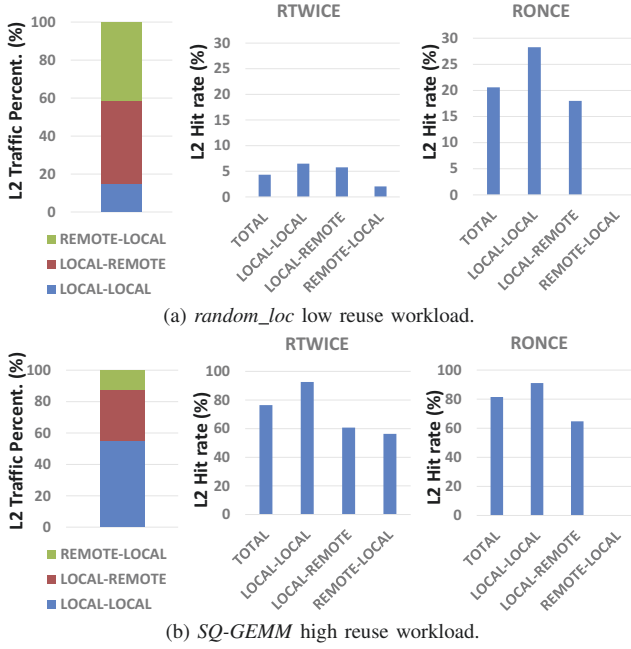 RTWICE
RONCE
L2 Traffic Percent. (%)
100
80
60
40
20
0
REMOTE-LOCAL
LOCAL-REMOTE
LOCAL-LOCAL
L2 Hit rate (%)
30
25
20
15
10
5
0
TOTAL
LOCAL-LOCAL
LOCAL-REMOTE
REMOTE-LOCAL
L2 Hit rate (%)
30
25
20
15
10
5
0
TOTAL
LOCAL-LOCAL
LOCAL-REMOTE
REMOTE-LOCAL
(a) random_loc low reuse workload.
RTWICE
RONCE
L2 Traffic Percent. (%)
100
80
60
40
20
0
REMOTE-LOCAL
LOCAL-REMOTE
LOCAL-LOCAL
L2 Hit rate (%)
100
80
60
40
20
0
TOTAL
LOCAL-LOCAL
LOCAL-REMOTE
REMOTE-LOCAL
L2 Hit rate (%)
100
80
60
40
20
0
TOTAL
LOCAL-LOCAL
LOCAL-REMOTE
REMOTE-LOCAL
(b) SQ-GEMM high reuse workload.